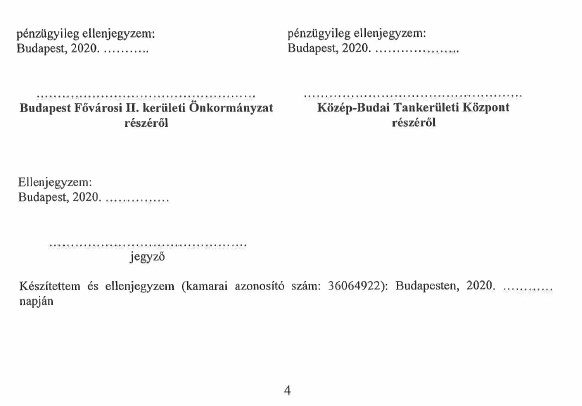 pénzügyileg ellenjegyzem:
Budapest, 2020. ...........
pénzügyileg ellenjegyzem:
Budapest, 2020. .....................
......................................................
Budapest Fővárosi II. kerületi Önkormányzat
részéről
......................................................
Közép-Budai Tankerületi Központ
részéről
Ellenjegyzem:
Budapest, 2020. ...............
................................................
jegyző
Készítettem és ellenjegyzem (kamarai azonosító szám: 36064922): Budapesten, 2020. ............
napján
4